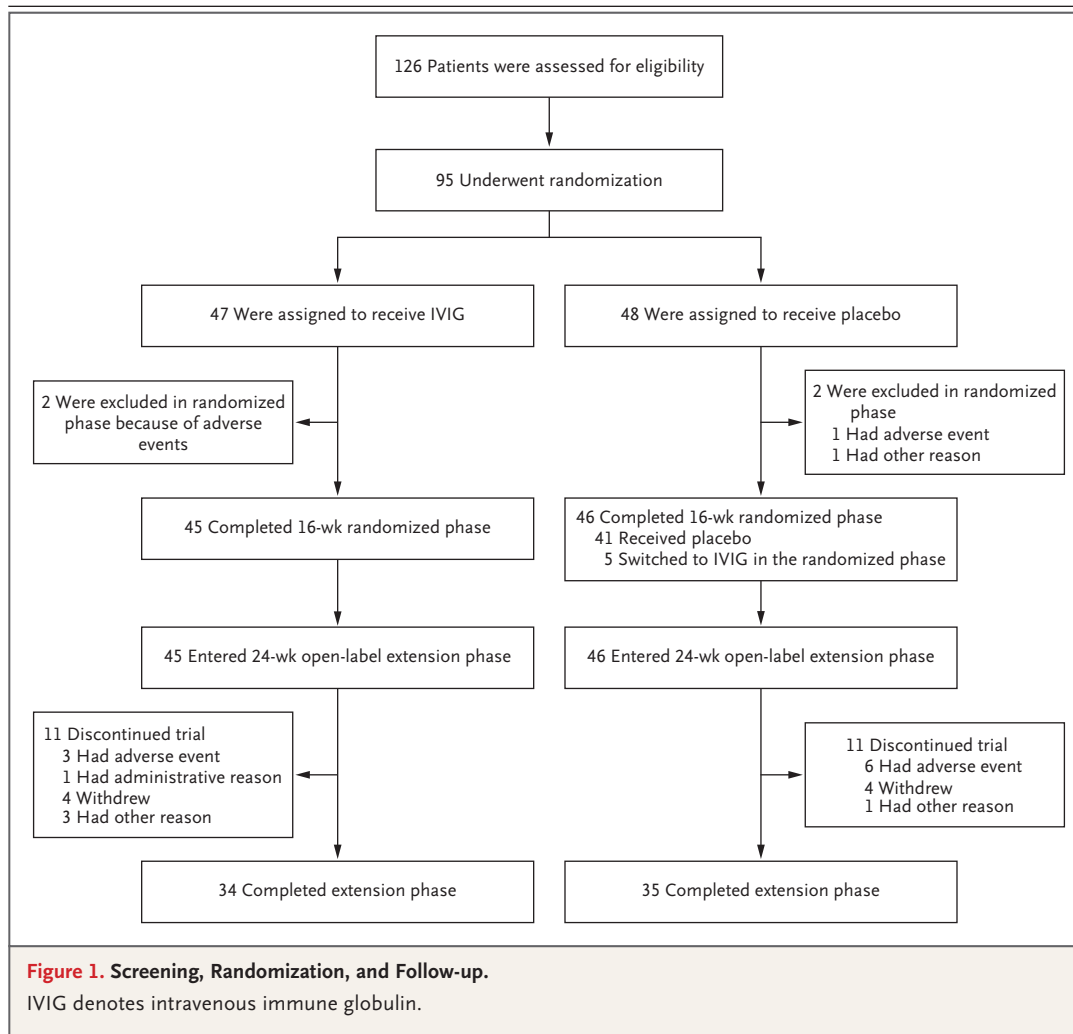 126 Patients were assessed for eligibility
95 Underwent randomization
47 Were assigned to receive IVIG
48 Were assigned to receive placebo
2 Were excluded in randomized
phase because of adverse
events
2 Were excluded in randomized
phase
1 Had adverse event
1 Had other reason
45 Completed 16-wk randomized phase
46 Completed 16-wk randomized phase
41 Received placebo
5 Switched to IVIG in the randomized phase
45 Entered 24-wk open-label extension phase
46 Entered 24-wk open-label extension phase
11 Discontinued trial
3 Had adverse event
1 Had administrative reason
4 Withdrew
3 Had other reason
11 Discontinued trial
6 Had adverse event
4 Withdrew
1 Had other reason
34 Completed extension phase
35 Completed extension phase
Figure 1. Screening, Randomization, and Follow-up.
IVIG denotes intravenous immune globulin.